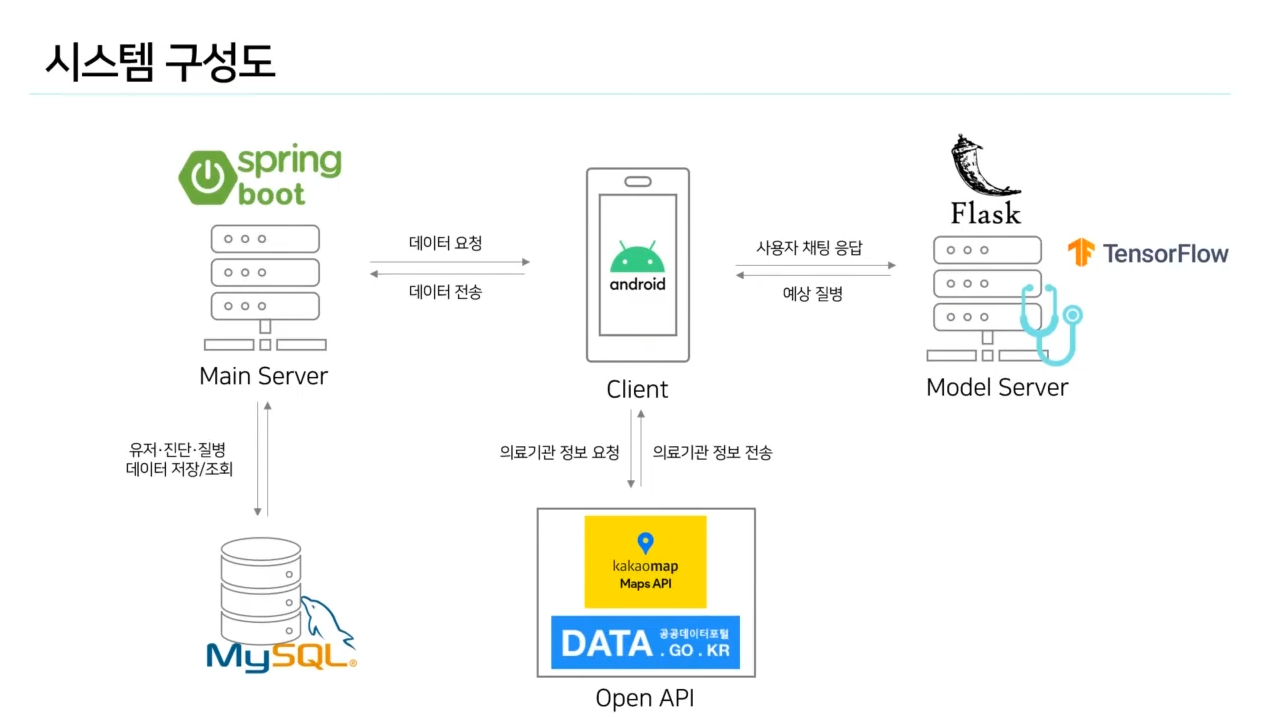 시스템 구성도
spring
boot
Main Server
데이터 요청
데이터 전송
android
Client
사용자 채팅 응답
예상 질병
Flask
TensorFlow
Model Server
유저·진단·질병
데이터 저장/조회
MySQL®
의료기관 정보 요청
의료기관 정보 전송
kakaomap
Maps API
DATA 공공데이터포털
.GO.KR
Open API